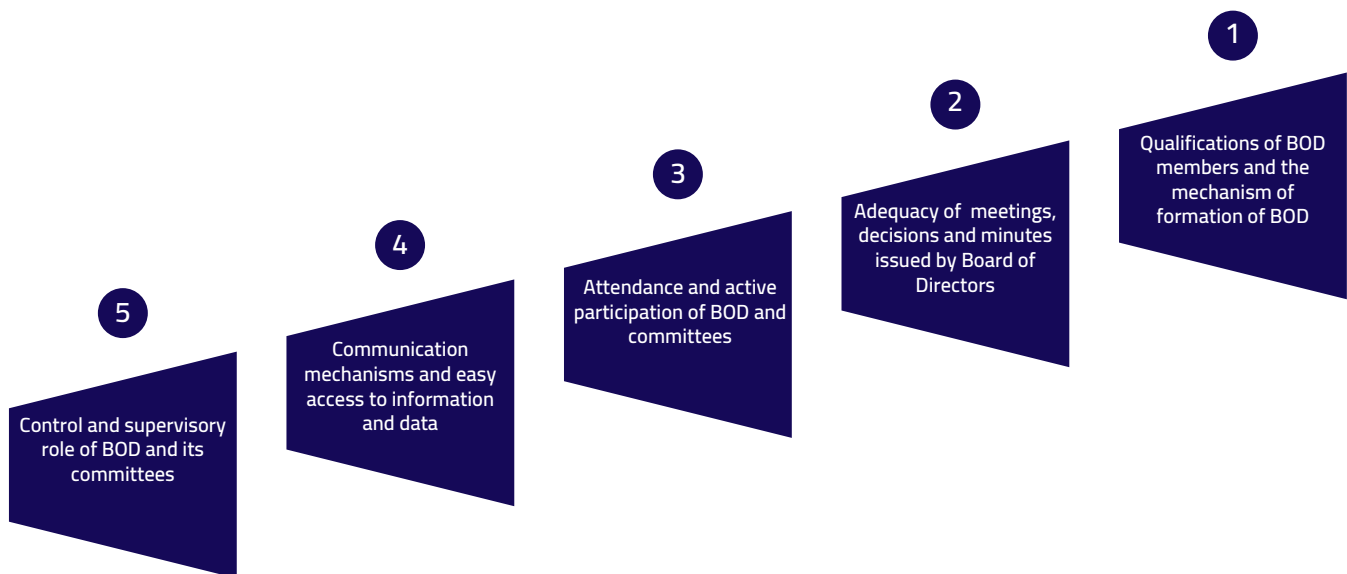 1
Qualifications of BOD
members and the
mechanism of
formation of BOD
2
Adequacy of  meetings,
decisions and minutes
issued by Board of
Directors
3
Attendance and active
participation of BOD and
committees
4
Communication
mechanisms and easy
access to information
and data
5
Control and supervisory
role of BOD and its
committees